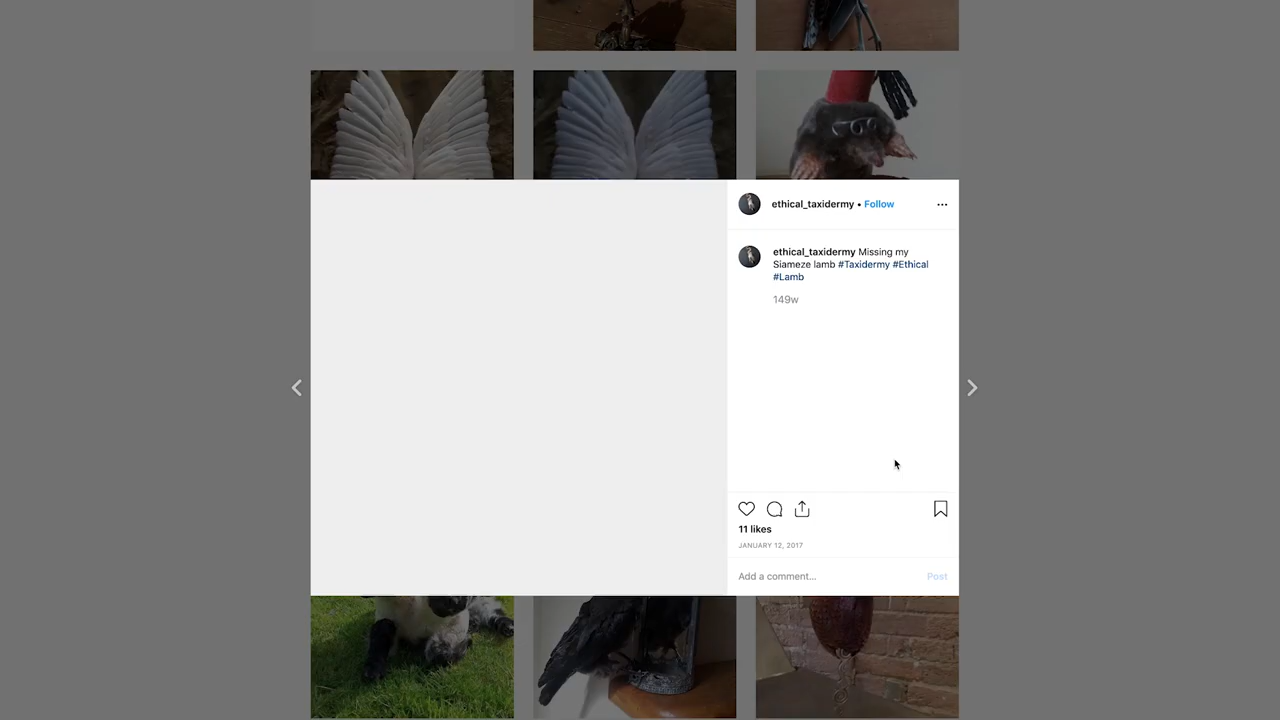 ethical_taxidermy • Follow
ethical_taxidermy Missing my
Siameze lamb #Taxidermy #Ethical
#Lamb
149w
11 likes
JANUARY 12, 2017
Add a comment...
Post